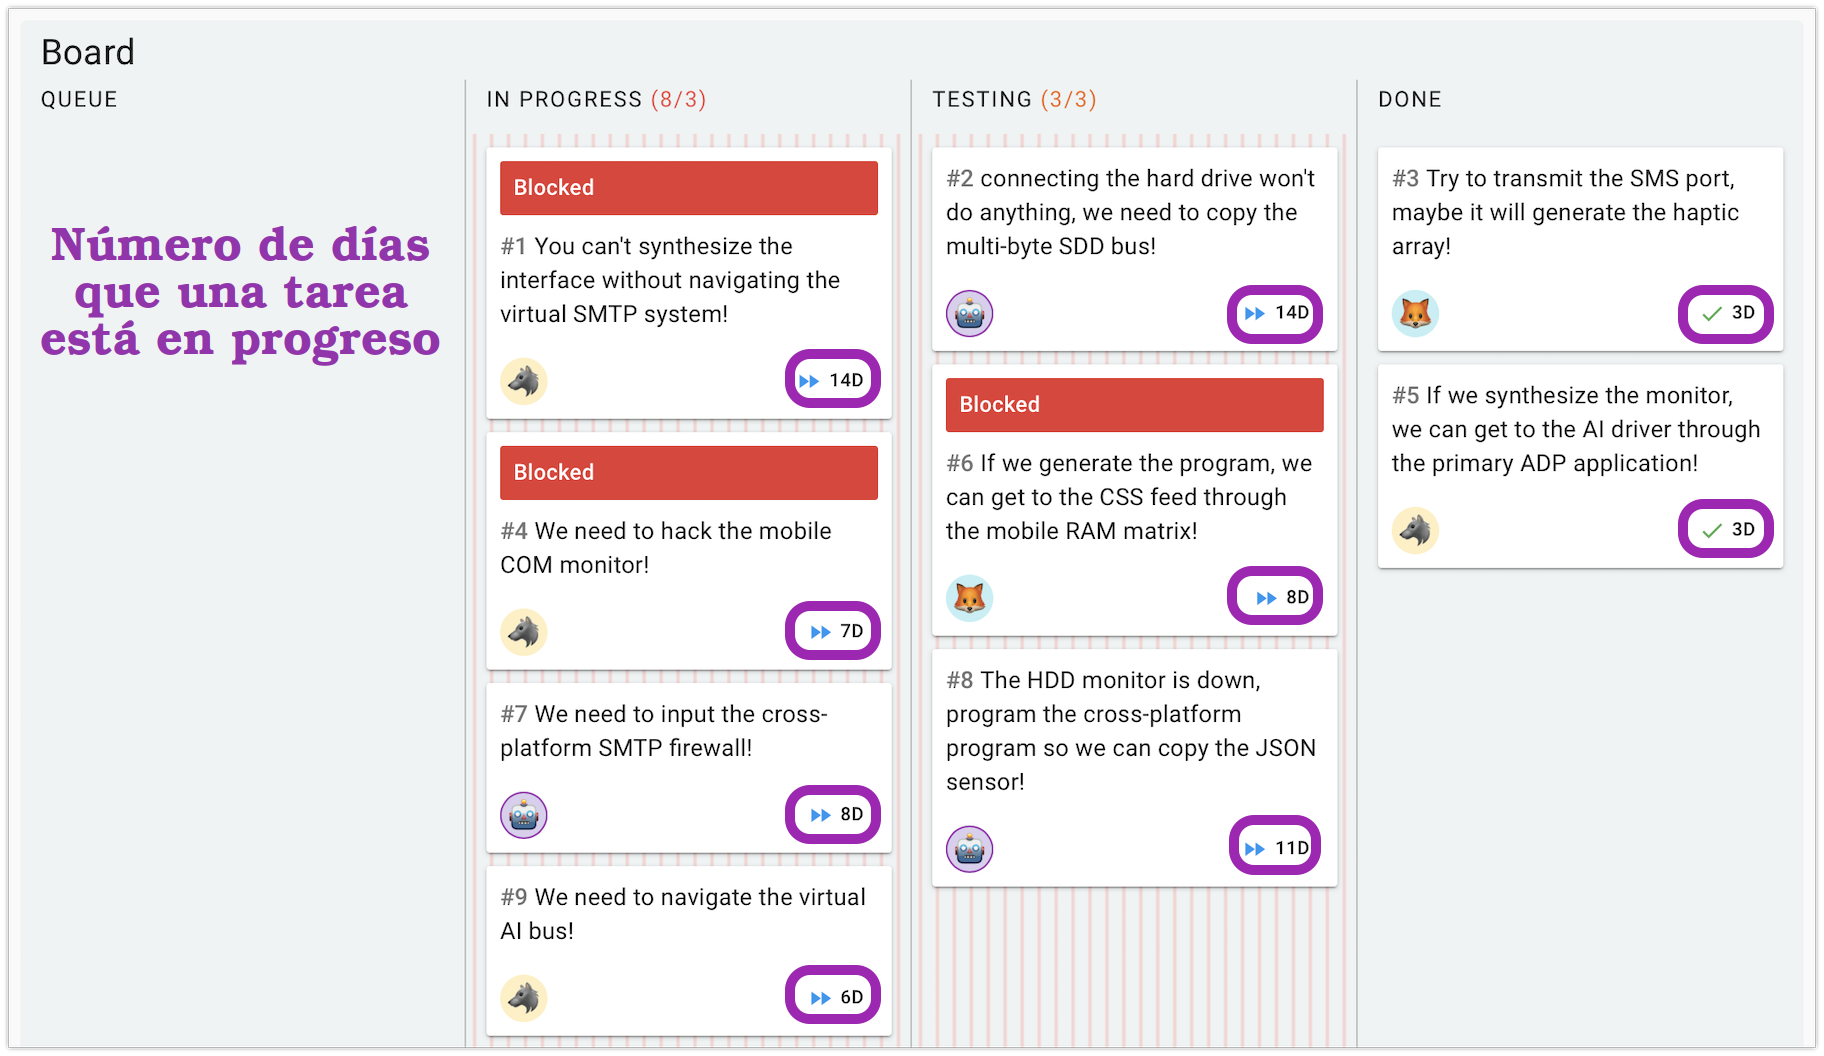 Board
QUEUE
Número de días
que una tarea
está en progreso
IN PROGRESS (8/3)
Blocked
#1 You can't synthesize the
interface without navigating the
virtual SMTP system!
14D
Blocked
#4 We need to hack the mobile
COM monitor!
7D
#7 We need to input the cross-
platform SMTP firewall!
8D
#9 We need to navigate the virtual
AI bus!
6D
TESTING (3/3)
#2 connecting the hard drive won't
do anything, we need to copy the
multi-byte SDD bus!
14D
Blocked
#6 If we generate the program, we
can get to the CSS feed through
the mobile RAM matrix!
8D
#8 The HDD monitor is down,
program the cross-platform
program so we can copy the JSON
sensor!
11D
DONE
#3 Try to transmit the SMS port,
maybe it will generate the haptic
array!
3D
#5 If we synthesize the monitor,
we can get to the AI driver through
the primary ADP application!
3D